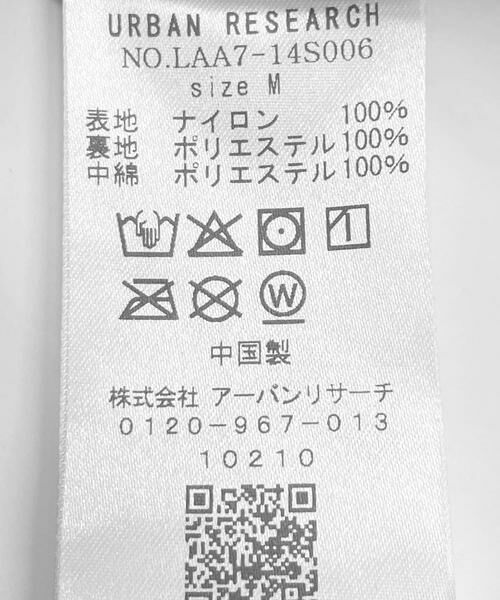 URBAN RESEARCH
NO.LAA7-14S006
size M
表地 ナイロン 100%
裏地 ポリエステル 100%
中綿 ポリエステル 100%
W
中国製
株式会社 アーバンリサーチ
0120-967-013
10210